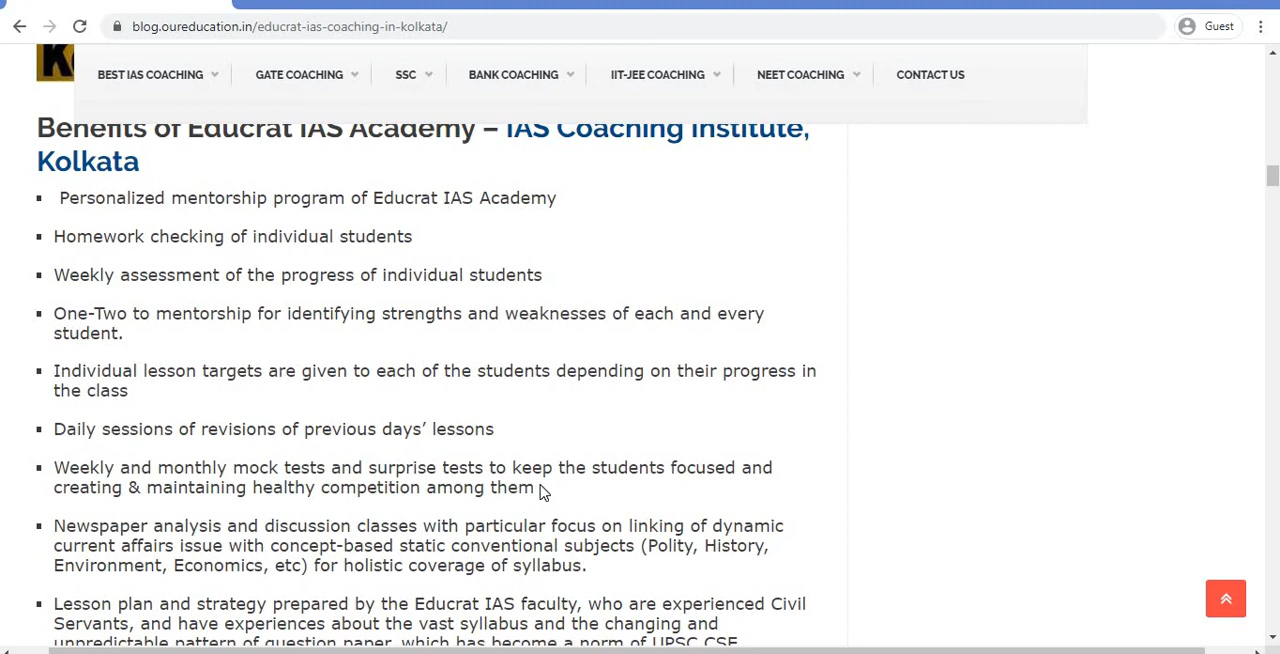 blog.oureducation.in/educrat-ias-coaching-in-kolkata/
Guest
BEST IAS COACHING
GATE COACHING
SSC
BANK COACHING
IIT-JEE COACHING
NEET COACHING
CONTACT US
Benefits of Educrat IAS Academy – IAS Coaching Institute,
Kolkata
Personalized mentorship program of Educrat IAS Academy
Homework checking of individual students
Weekly assessment of the progress of individual students
One-Two to mentorship for identifying strengths and weaknesses of each and every
student.
Individual lesson targets are given to each of the students depending on their progress in
the class
Daily sessions of revisions of previous days’ lessons
Weekly and monthly mock tests and surprise tests to keep the students focused and
creating & maintaining healthy competition among them
Newspaper analysis and discussion classes with particular focus on linking of dynamic
current affairs issue with concept-based static conventional subjects (Polity, History,
Environment, Economics, etc) for holistic coverage of syllabus.
Lesson plan and strategy prepared by the Educrat IAS faculty, who are experienced Civil
Servants, and have experiences about the vast syllabus and the changing and
unpredictable pattern of question paper, which has become a norm of UPSC CSE